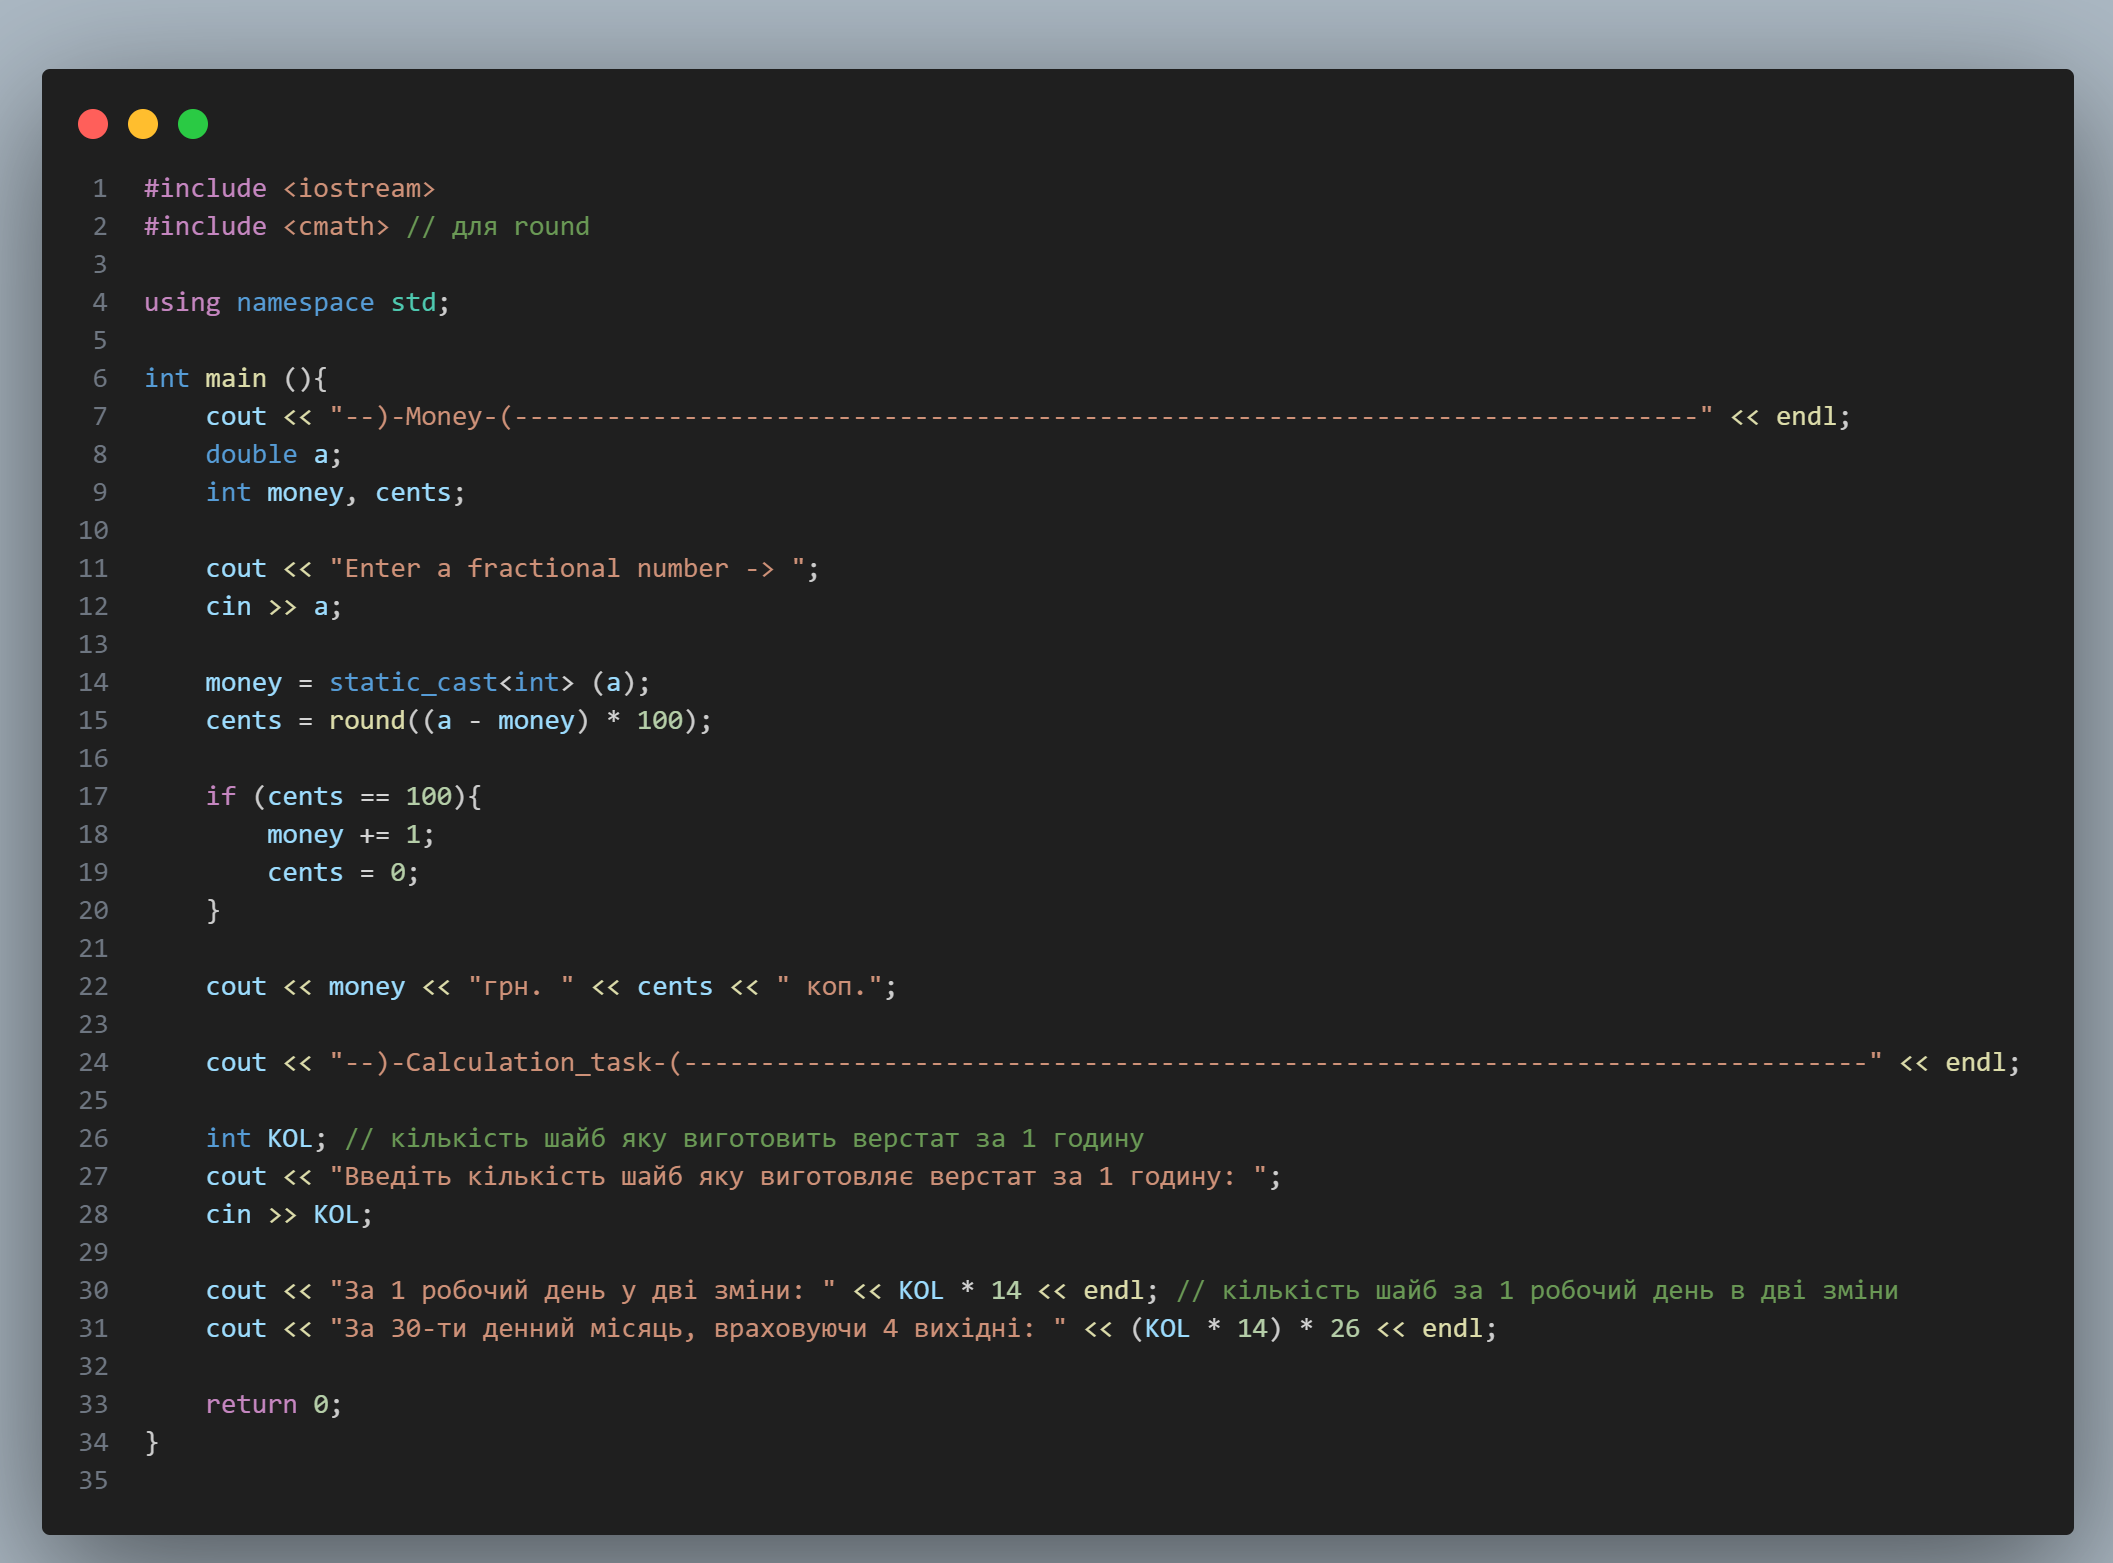 1 #include <iostream>
2 #include <cmath> // для round
3
4 using namespace std;
5
6 int main (){
7     cout << "--)-Money-(-----------------------------------------------------------------------------" << endl;
8     double a;
9     int money, cents;
10
11     cout << "Enter a fractional number -> ";
12     cin >> a;
13
14     money = static_cast<int> (a);
15     cents = round((a - money) * 100);
16
17     if (cents == 100){
18         money += 1;
19         cents = 0;
20     }
21
22     cout << money << "грн. " << cents << " коп.";
23
24     cout << "--)-Calculation_task-(-----------------------------------------------------------------------------" << endl;
25
26     int KOL; // кількість шайб яку виготовить верстат за 1 годину
27     cout << "Введіть кількість шайб яку виготовляє верстат за 1 годину: ";
28     cin >> KOL;
29
30     cout << "За 1 робочий день у дві зміни: " << KOL * 14 << endl; // кількість шайб за 1 робочий день в дві зміни
31     cout << "За 30-ти денний місяць, враховуючи 4 вихідні: " << (KOL * 14) * 26 << endl;
32
33     return 0;
34 }
35